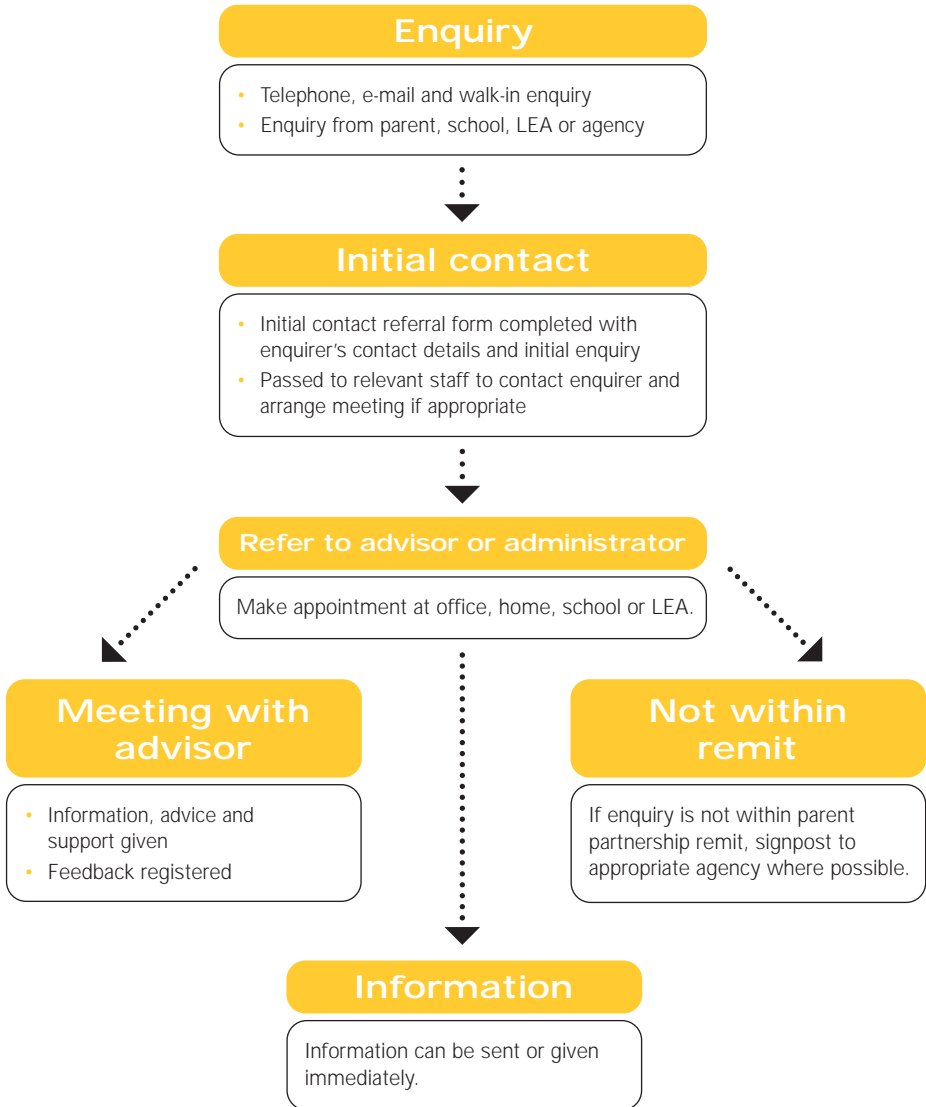 Enquiry
• Telephone, e-mail and walk-in enquiry
• Enquiry from parent, school, LEA or agency
Initial contact
• Initial contact referral form completed with
enquirer's contact details and initial enquiry
• Passed to relevant staff to contact enquirer and
arrange meeting if appropriate
Refer to advisor or administrator
Make appointment at office, home, school or LEA.
Meeting with
advisor
• Information, advice and
support given
• Feedback registered
Not within
remit
If enquiry is not within parent
partnership remit, signpost to
appropriate agency where possible.
Information
Information can be sent or given
immediately.